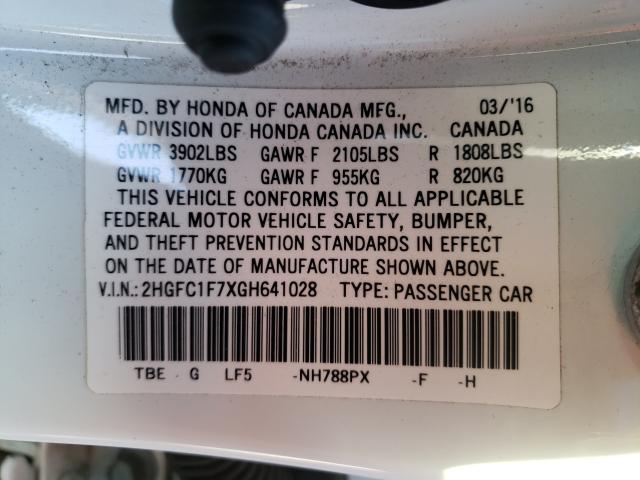 MFD. BY HONDA OF CANADA MFG., 03/'16
A DIVISION OF HONDA CANADA INC. CANADA
GVWR 3902LBS GAWR F 2105LBS R 1808LBS
GVWR 1770KG GAWR F 955KG R 820KG
THIS VEHICLE CONFORMS TO ALL APPLICABLE
FEDERAL MOTOR VEHICLE SAFETY, BUMPER,
AND THEFT PREVENTION STANDARDS IN EFFECT
ON THE DATE OF MANUFACTURE SHOWN ABOVE.
V.I.N.: 2HGFC1F7XGH641028 TYPE: PASSENGER CAR
TBE G LF5 -NH788PX -F -H